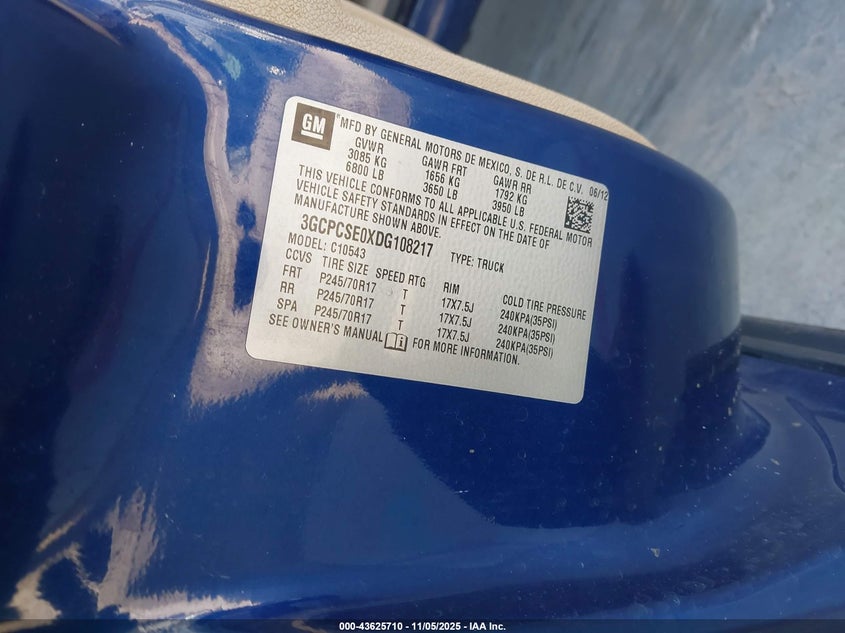 GM ® MFD BY GENERAL MOTORS DE MEXICO, S. DE R.L. DE C.V. 06/12
GVWR GAWR FRT GAWR RR
3085 KG 1656 KG 1792 KG
6800 LB 3650 LB 3950 LB
THIS VEHICLE CONFORMS TO ALL APPLICABLE U.S. FEDERAL MOTOR
VEHICLE SAFETY STANDARDS IN EFFECT ON THE DATE OF
MANUFACTURE SHOWN ABOVE.
3GCPCSE0XDG108217 TYPE: TRUCK
MODEL: C10543
CCVS TIRE SIZE SPEED RTG RIM COLD TIRE PRESSURE
FRT P245/70R17 T 17X7.5J 240KPA(35PSI)
RR P245/70R17 T 17X7.5J 240KPA(35PSI)
SPA P245/70R17 T 17X7.5J 240KPA(35PSI)
SEE OWNER'S MANUAL FOR MORE INFORMATION.
000-43625710 - 11/05/2025 - IAA Inc.